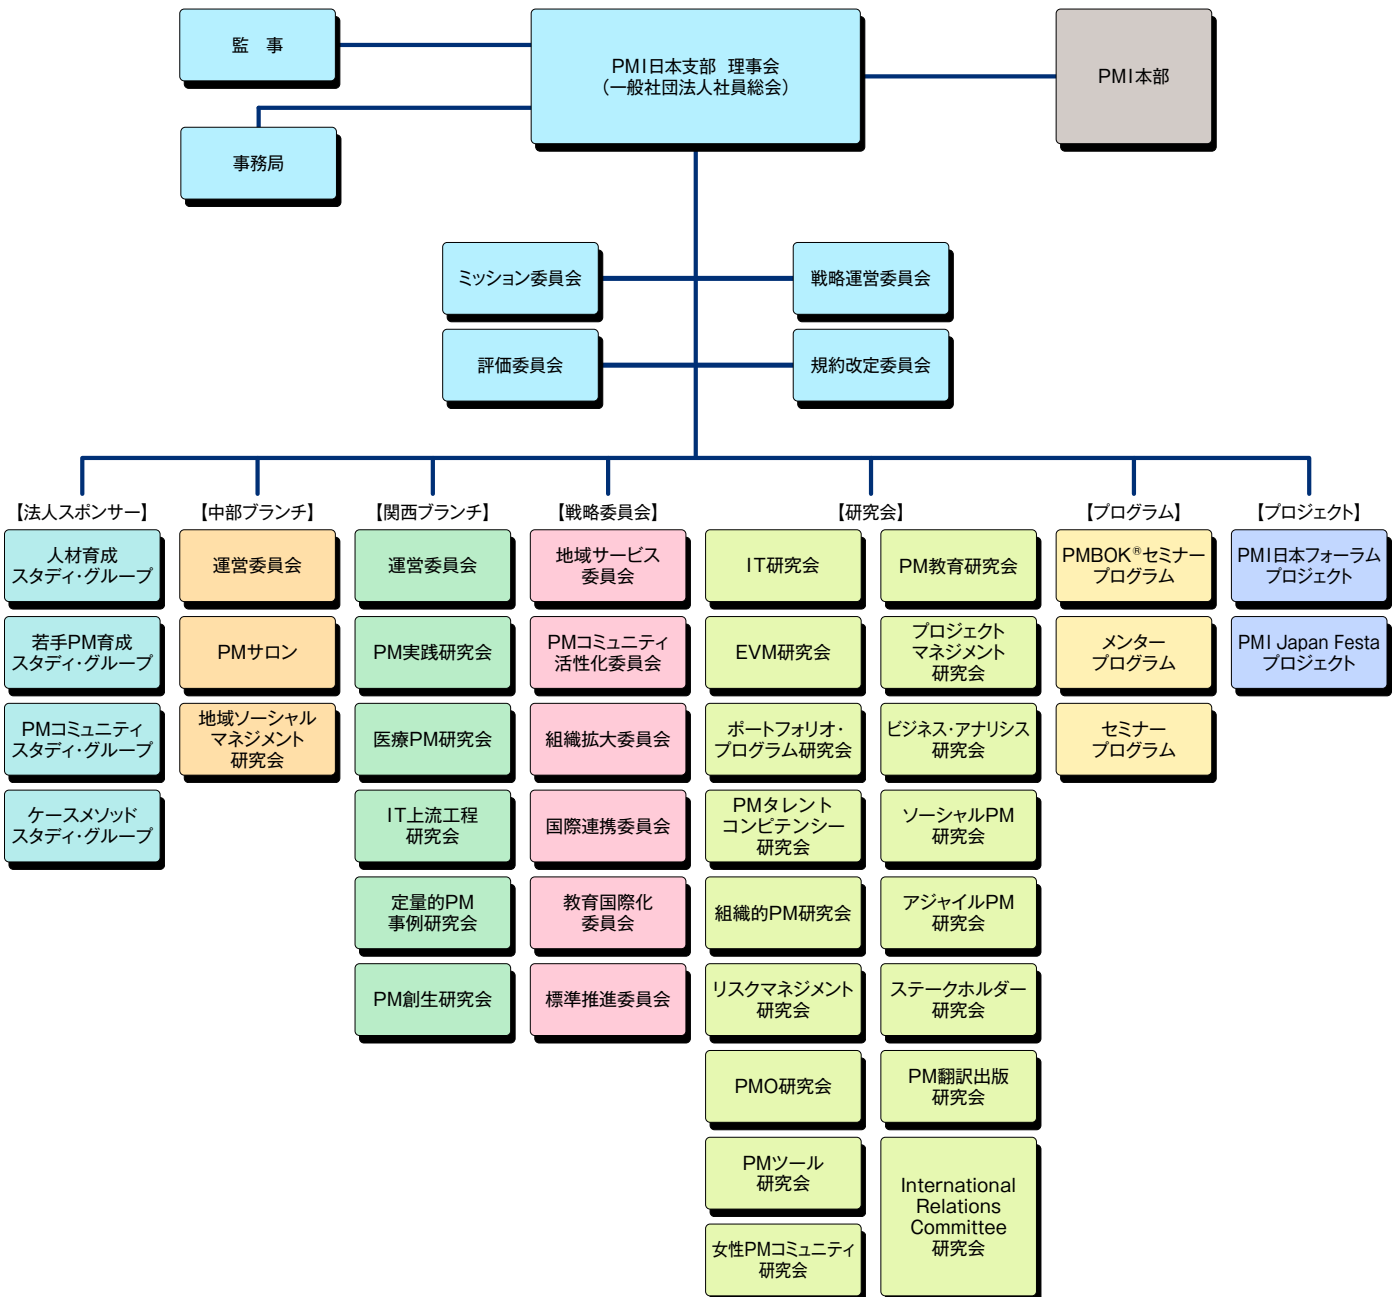 監　事
PMI日本支部　理事会
（一般社団法人社員総会）
PMI本部
事務局
ミッション委員会
戦略運営委員会
評価委員会
規約改定委員会
【法人スポンサー】
人材育成
スタディ・グループ
若手PM育成
スタディ・グループ
PMコミュニティ
スタディ・グループ
ケースメソッド
スタディ・グループ
【中部ブランチ】
運営委員会
PMサロン
地域ソーシャル
マネジメント
研究会
【関西ブランチ】
運営委員会
PM実践研究会
医療PM研究会
IT上流工程
研究会
定量的PM
事例研究会
PM創生研究会
【戦略委員会】
地域サービス
委員会
PMコミュニティ
活性化委員会
組織拡大委員会
国際連携委員会
教育国際化
委員会
標準推進委員会
【研究会】
IT研究会
EVM研究会
ポートフォリオ・
プログラム研究会
PMタレント
コンピテンシー
研究会
組織的PM研究会
リスクマネジメント
研究会
PMO研究会
PMツール
研究会
女性PMコミュニティ
研究会
PM教育研究会
プロジェクト
マネジメント
研究会
ビジネス・アナリシス
研究会
ソーシャルPM
研究会
アジャイルPM
研究会
ステークホルダー
研究会
PM翻訳出版
研究会
International
Relations
Committee
研究会
【プログラム】
PMBOK®セミナー
プログラム
メンター
プログラム
セミナー
プログラム
【プロジェクト】
PMI日本フォーラム
プロジェクト
PMI Japan Festa
プロジェクト